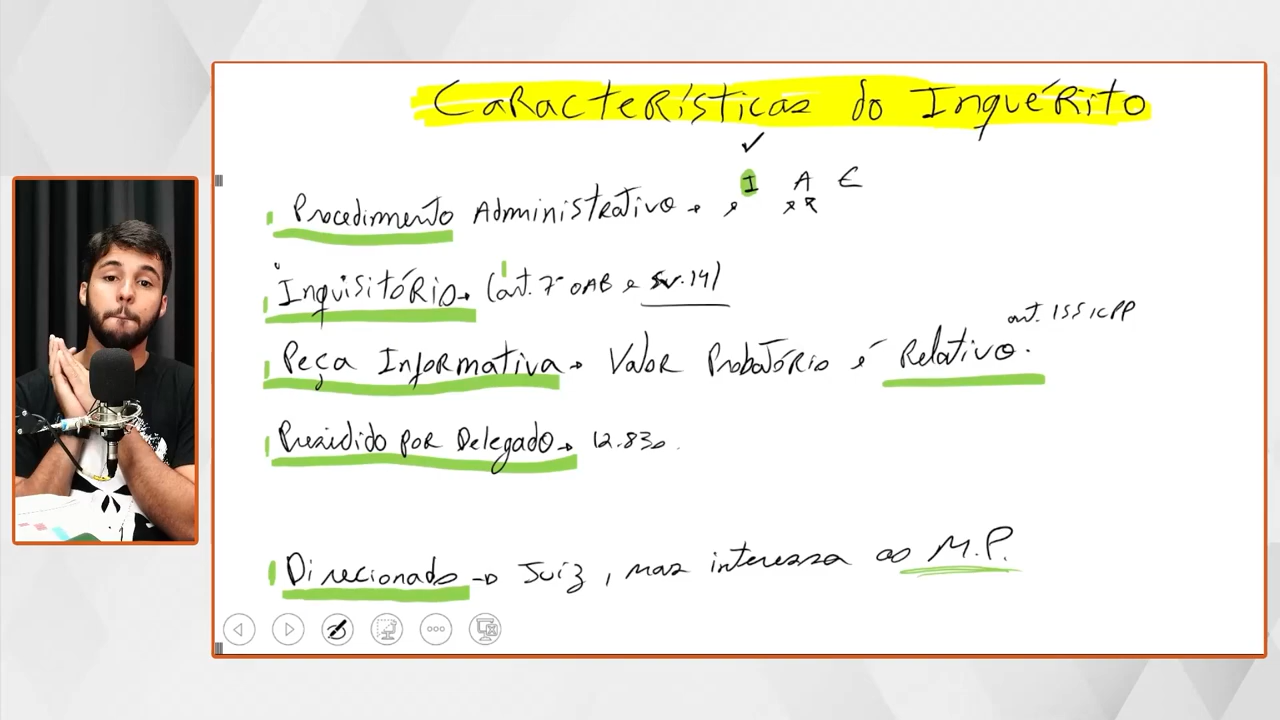 Características do Inquérito
I A E
Procedimento Administrativo →
Inquisitório → (art. 7º OAB e SV. 14)
art. 155 CPP
Peça Informativa → Valor Probatório é Relativo.
Presidido por Delegado → 12.830.
Direcionado → Juiz, mas interessa ao M.P.